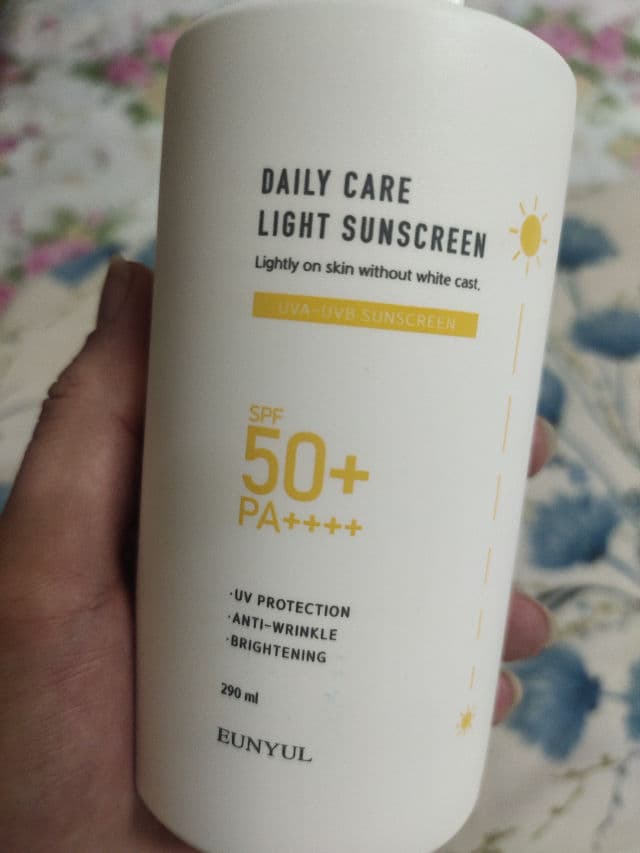 DAILY CARE
LIGHT SUNSCREEN
Lightly on skin without white cast.
UVA-UVB SUNSCREEN
SPF
50+
PA++++
·UV PROTECTION
·ANTI-WRINKLE
·BRIGHTENING
290 ml
EUNYUL